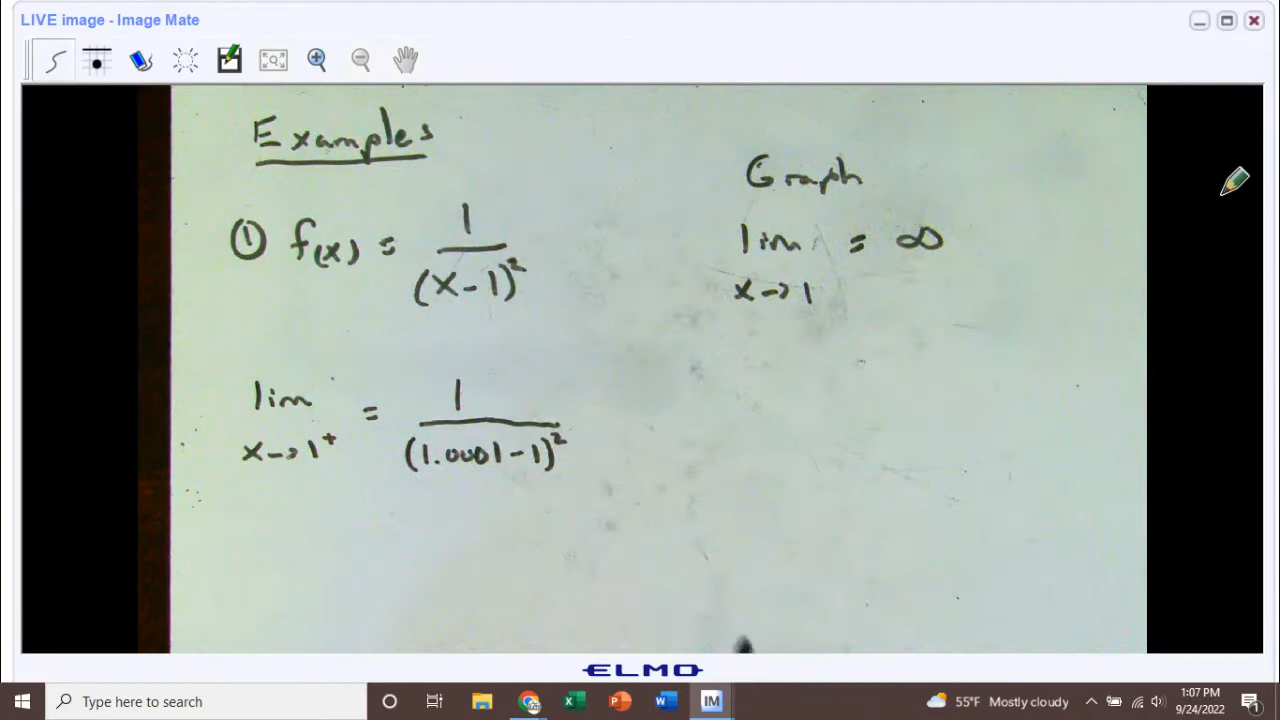 LIVE image - Image Mate
Examples
① f(x) = 1/(x-1)²
Graph
lim x→1 = ∞
lim x→1⁺ = 1/(1.0001-1)²
ELMO
Type here to search
55°F Mostly cloudy
1:07 PM
9/24/2022
1